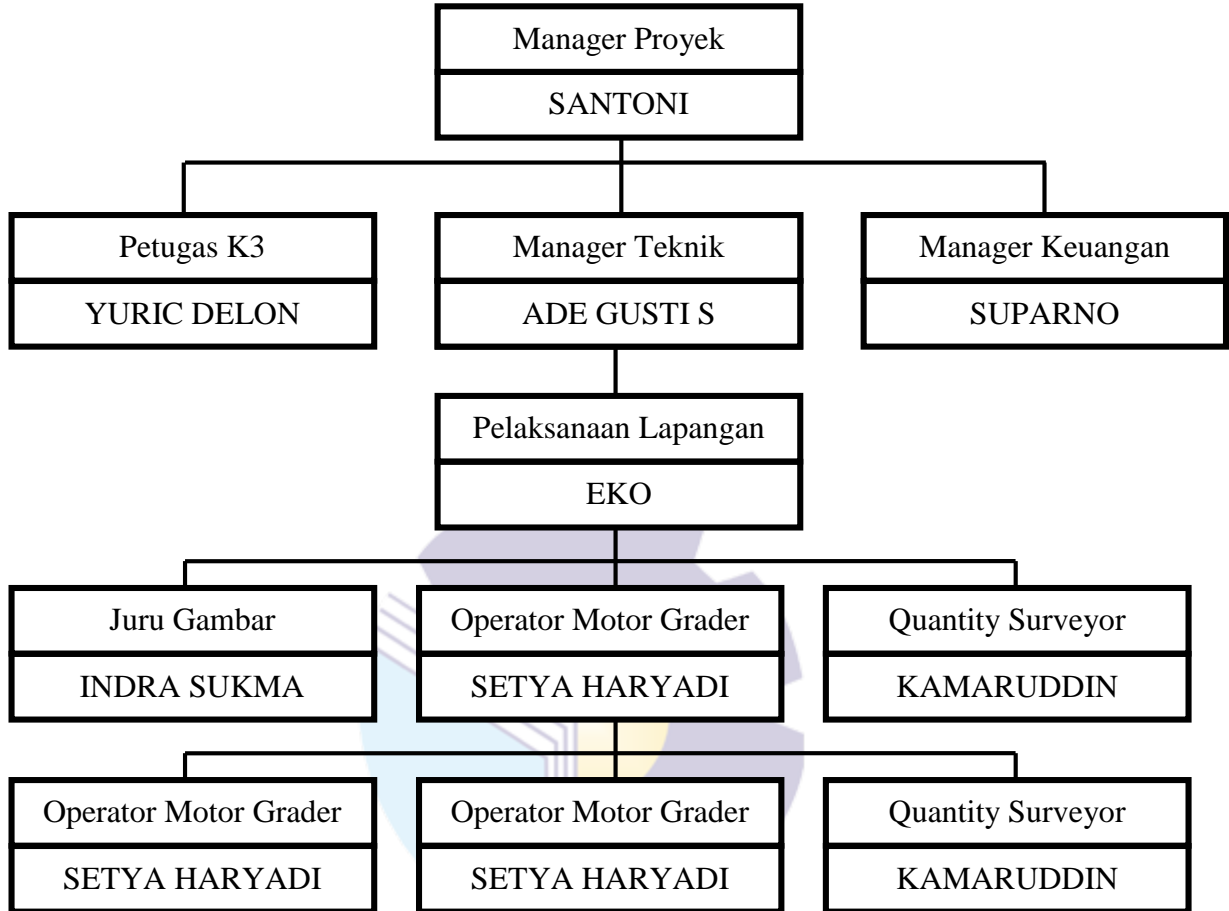 Manager Proyek
SANTONI
Petugas K3
YURIC DELON
Manager Teknik
ADE GUSTI S
Manager Keuangan
SUPARNO
Pelaksanaan Lapangan
EKO
Juru Gambar
INDRA SUKMA
Operator Motor Grader
SETYA HARYADI
Quantity Surveyor
KAMARUDDIN
Operator Motor Grader
SETYA HARYADI
Operator Motor Grader
SETYA HARYADI
Quantity Surveyor
KAMARUDDIN